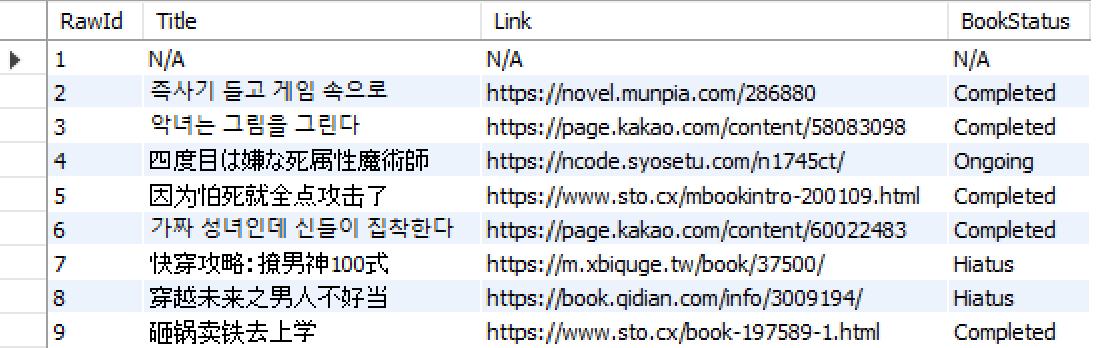 RawId Title Link BookStatus
1 N/A N/A N/A
2 즉사기 들고 게임 속으로 https://novel.munpia.com/286880 Completed
3 악녀는 그림을 그린다 https://page.kakao.com/content/58083098 Completed
4 四度目は嫌な死属性魔術師 https://ncode.syosetu.com/n1745ct/ Ongoing
5 因为怕死就全点攻击了 https://www.sto.cx/mbookintro-200109.html Completed
6 가짜 성녀인데 신들이 집착한다 https://page.kakao.com/content/60022483 Completed
7 快穿攻略:撩男神100式 https://m.xbiquge.tw/book/37500/ Hiatus
8 穿越未来之男人不好当 https://book.qidian.com/info/3009194/ Hiatus
9 砸锅卖铁去上学 https://www.sto.cx/book-197589-1.html Completed